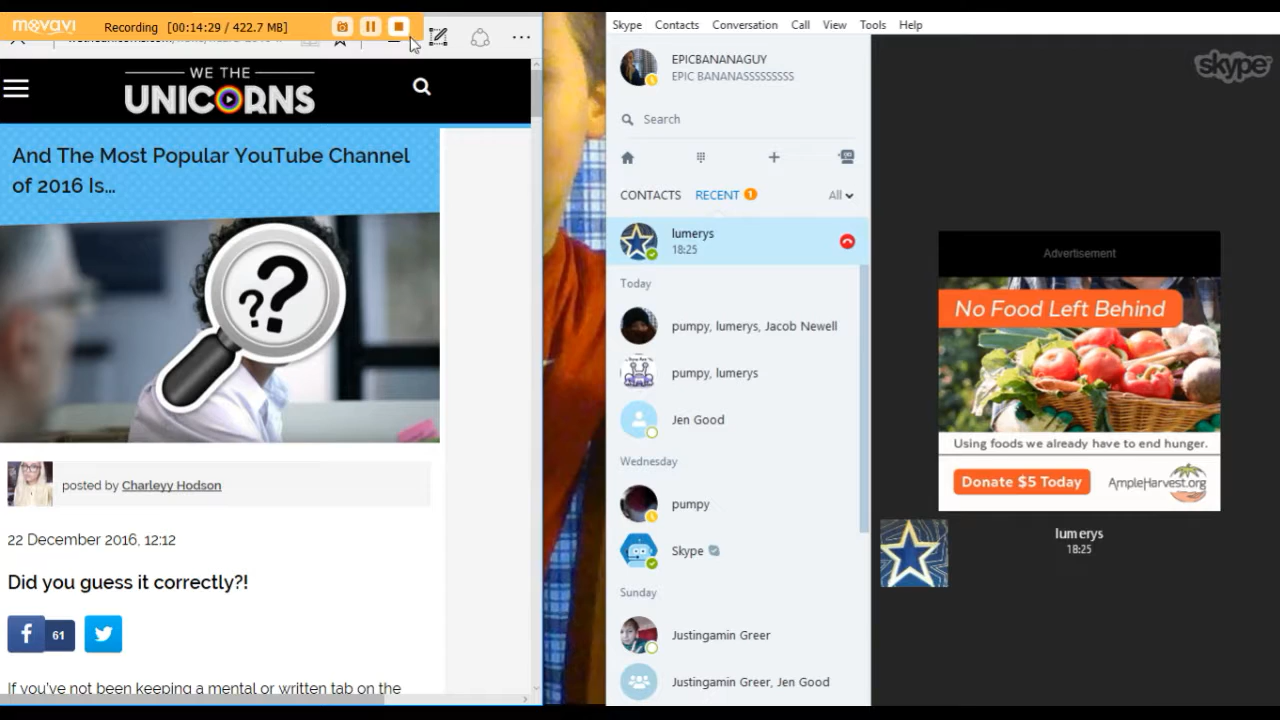 movavi
Recording [00:14:29 / 422.7 MB]
WE THE
UNICORNS
And The Most Popular YouTube Channel
of 2016 Is...
posted by Charleyy Hodson
22 December 2016, 12:12
Did you guess it correctly?!
61
If you've not been keeping a mental or written tab on the
Skype Contacts Conversation Call View Tools Help
EPICBANANAGUY
EPIC BANANASSSSSSSSS
Search
CONTACTS RECENT 1 All
lumerys
18:25
Today
pumpy, lumerys, Jacob Newell
pumpy, lumerys
Jen Good
Wednesday
pumpy
Skype
Sunday
Justingamin Greer
Justingamin Greer, Jen Good
skype
Advertisement
No Food Left Behind
Using foods we already have to end hunger.
Donate $5 Today
AmpleHarvest.org
lumerys
18:25